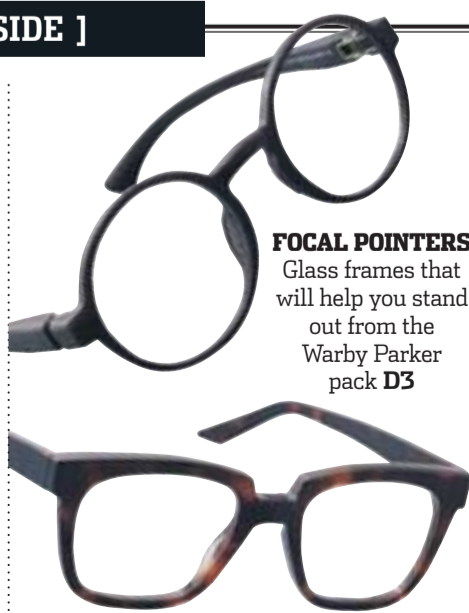 SIDE ]
FOCAL POINTERS
Glass frames that
will help you stand
out from the
Warby Parker
pack D3